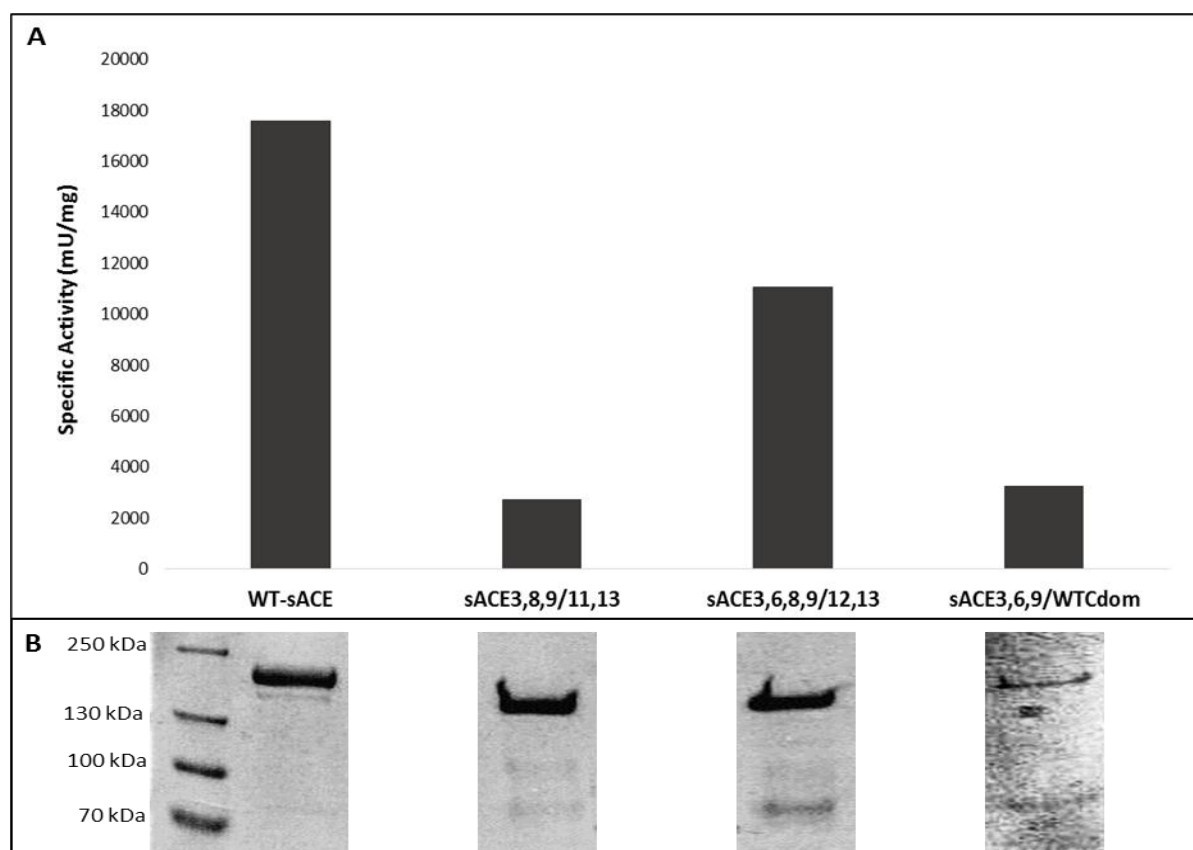 A
20000
18000
16000
14000
12000
10000
8000
6000
4000
2000
0
Specific Activity (mU/mg)
WT-sACE sACE3,8,9/11,13 sACE3,6,8,9/12,13 sACE3,6,9/WTCdom
B
250 kDa
130 kDa
100 kDa
70 kDa